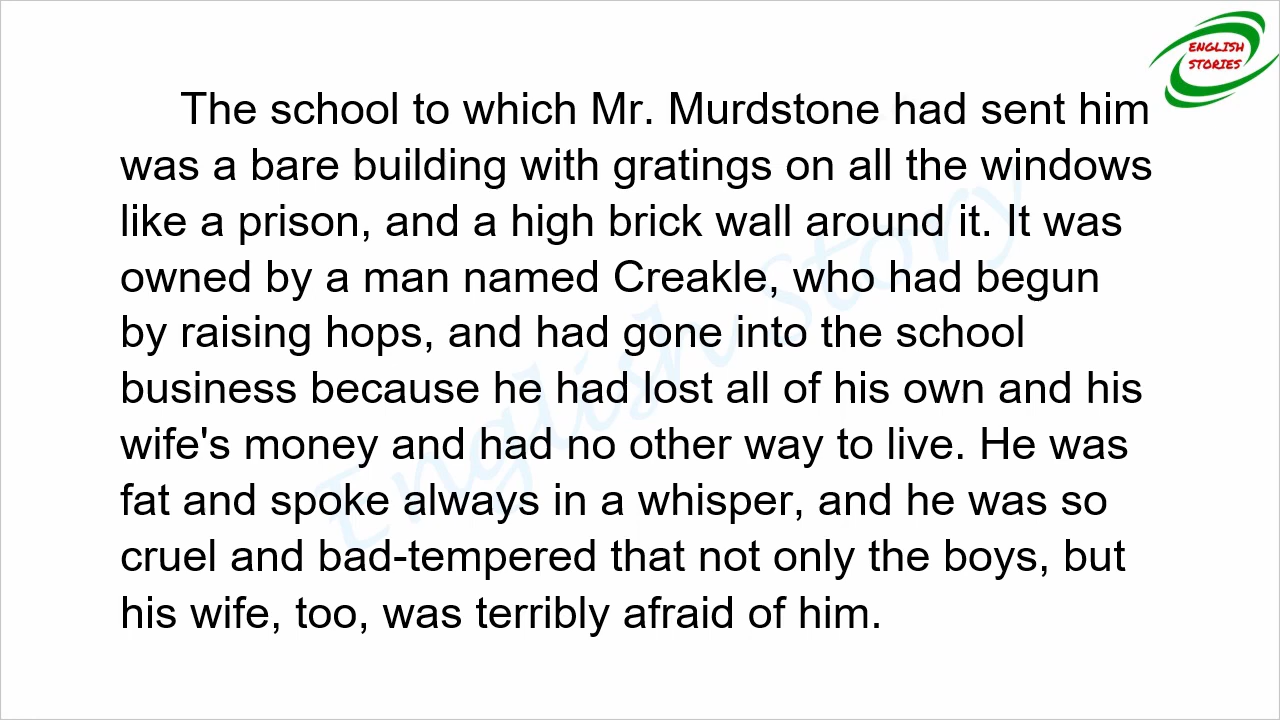 ENGLISH
STORIES
The school to which Mr. Murdstone had sent him
was a bare building with gratings on all the windows
like a prison, and a high brick wall around it. It was
owned by a man named Creakle, who had begun
by raising hops, and had gone into the school
business because he had lost all of his own and his
wife's money and had no other way to live. He was
fat and spoke always in a whisper, and he was so
cruel and bad-tempered that not only the boys, but
his wife, too, was terribly afraid of him.
English Story